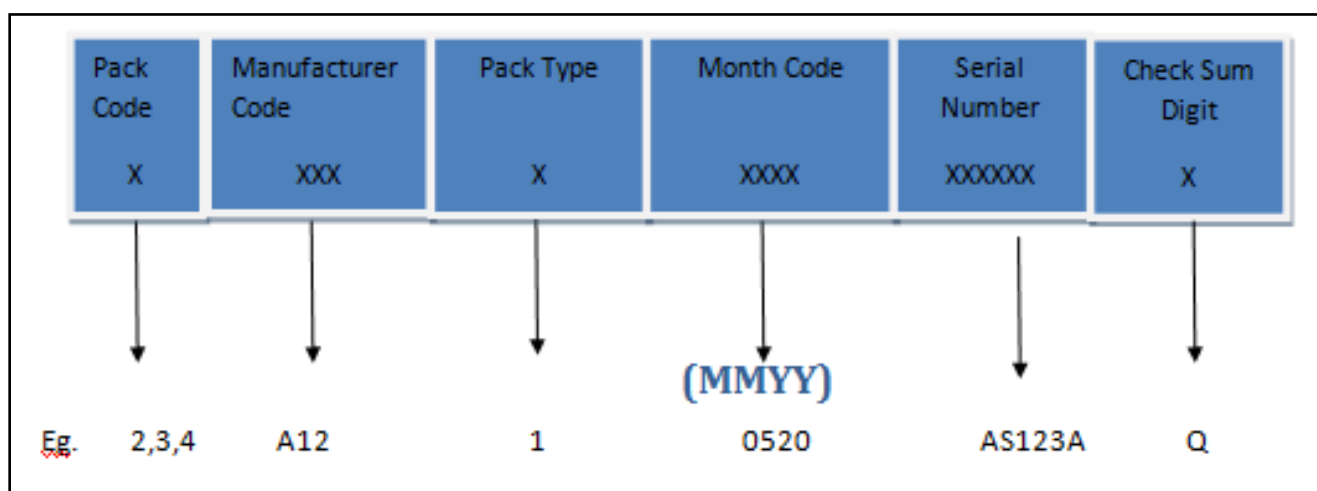 Pack Code
X
Manufacturer Code
XXX
Pack Type
X
Month Code
XXXX
Serial Number
XXXXXX
Check Sum Digit
X
(MMYY)
Eg. 2,3,4 A12 1 0520 AS123A Q